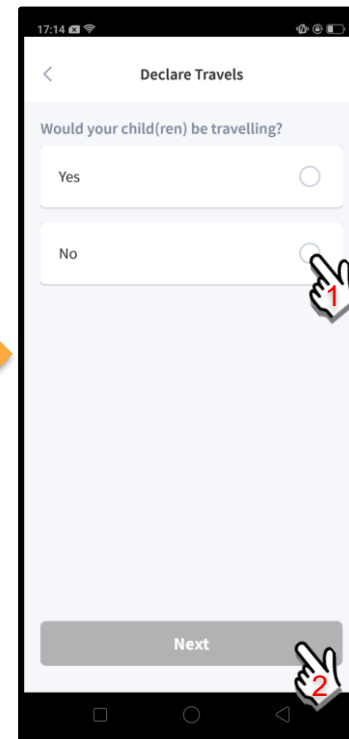 17:14
Declare Travels
Would your child(ren) be travelling?
Yes
No
1
Next
2